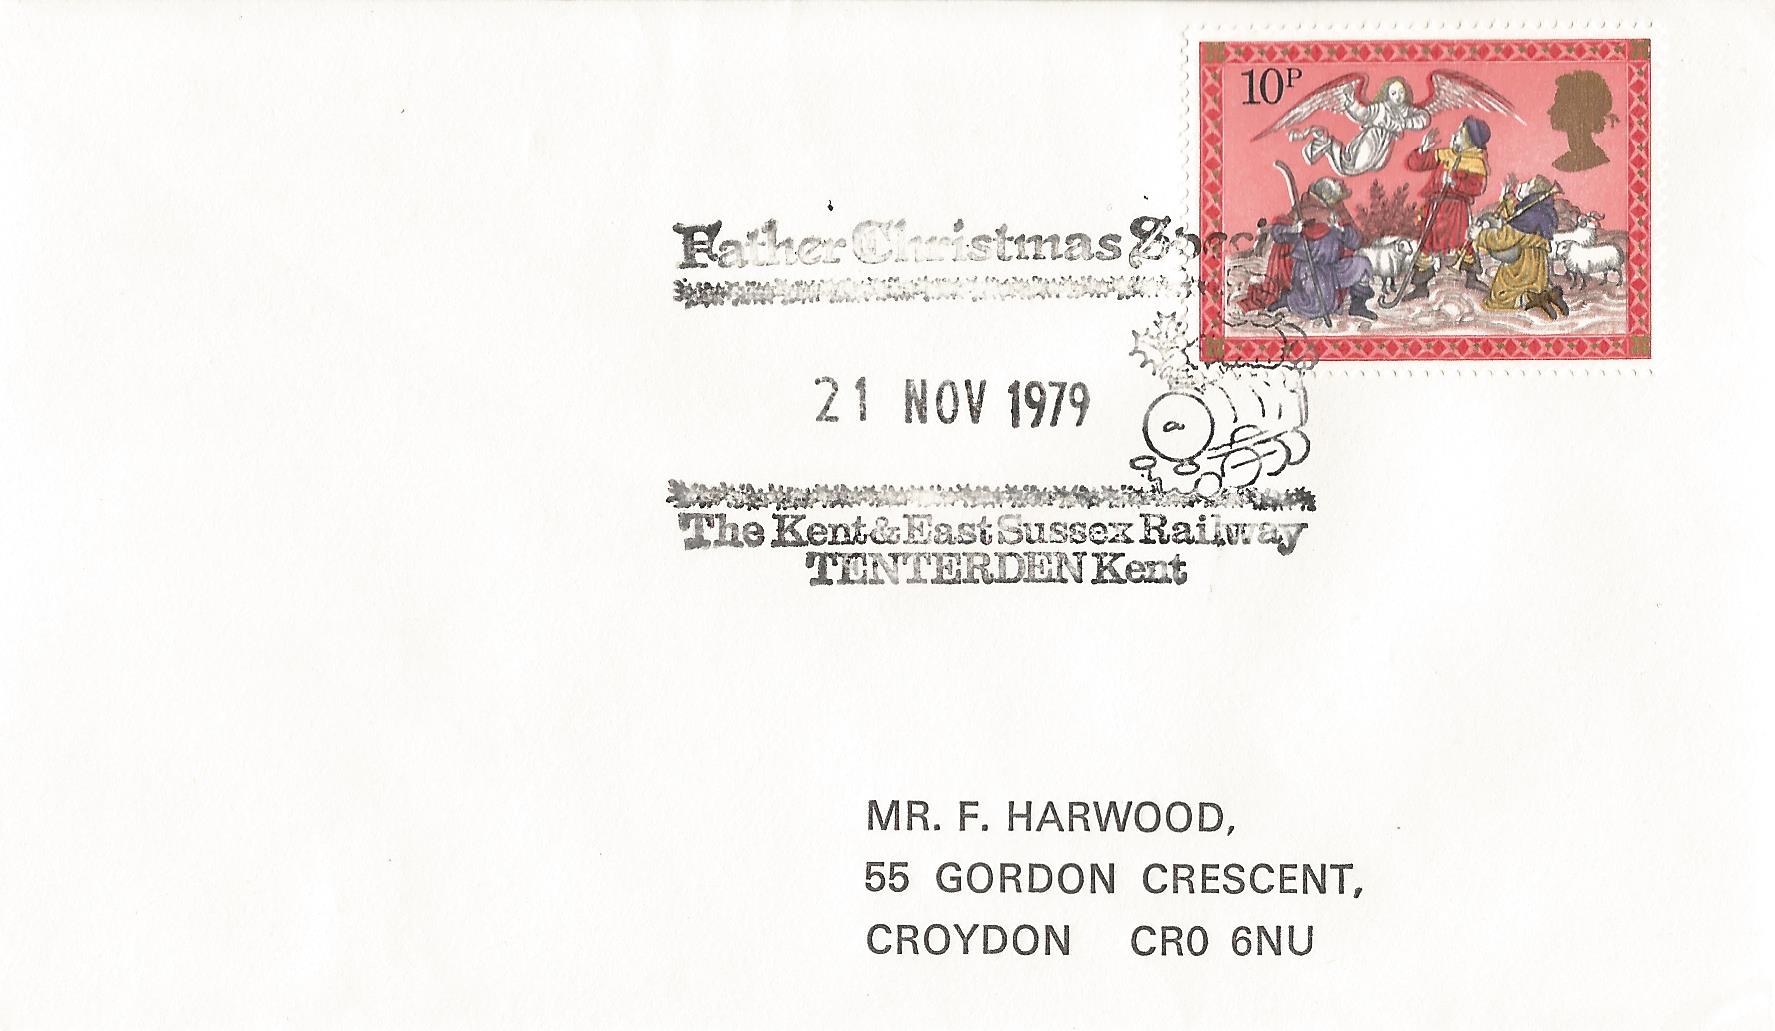 10P
Father Christmas Special
21 NOV 1979
The Kent & East Sussex Railway
TENTERDEN Kent
MR. F. HARWOOD,
55 GORDON CRESCENT,
CROYDON CR0 6NU